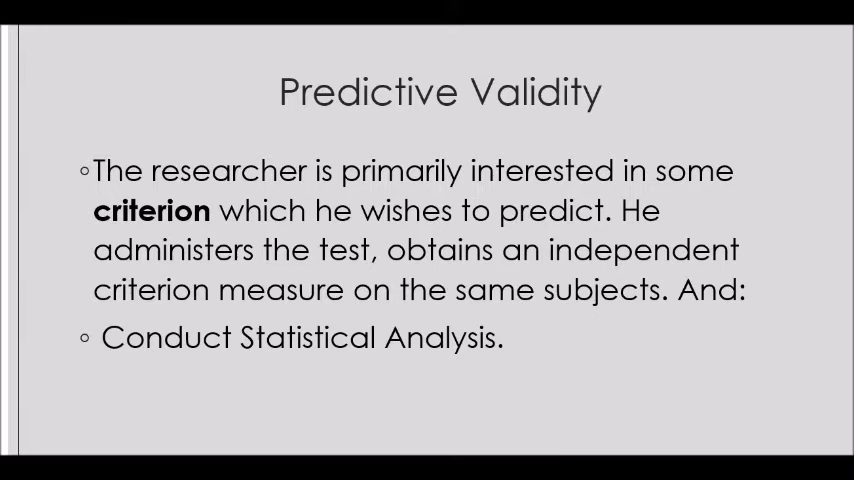 Predictive Validity
◦The researcher is primarily interested in some
criterion which he wishes to predict. He
administers the test, obtains an independent
criterion measure on the same subjects. And:
◦ Conduct Statistical Analysis.